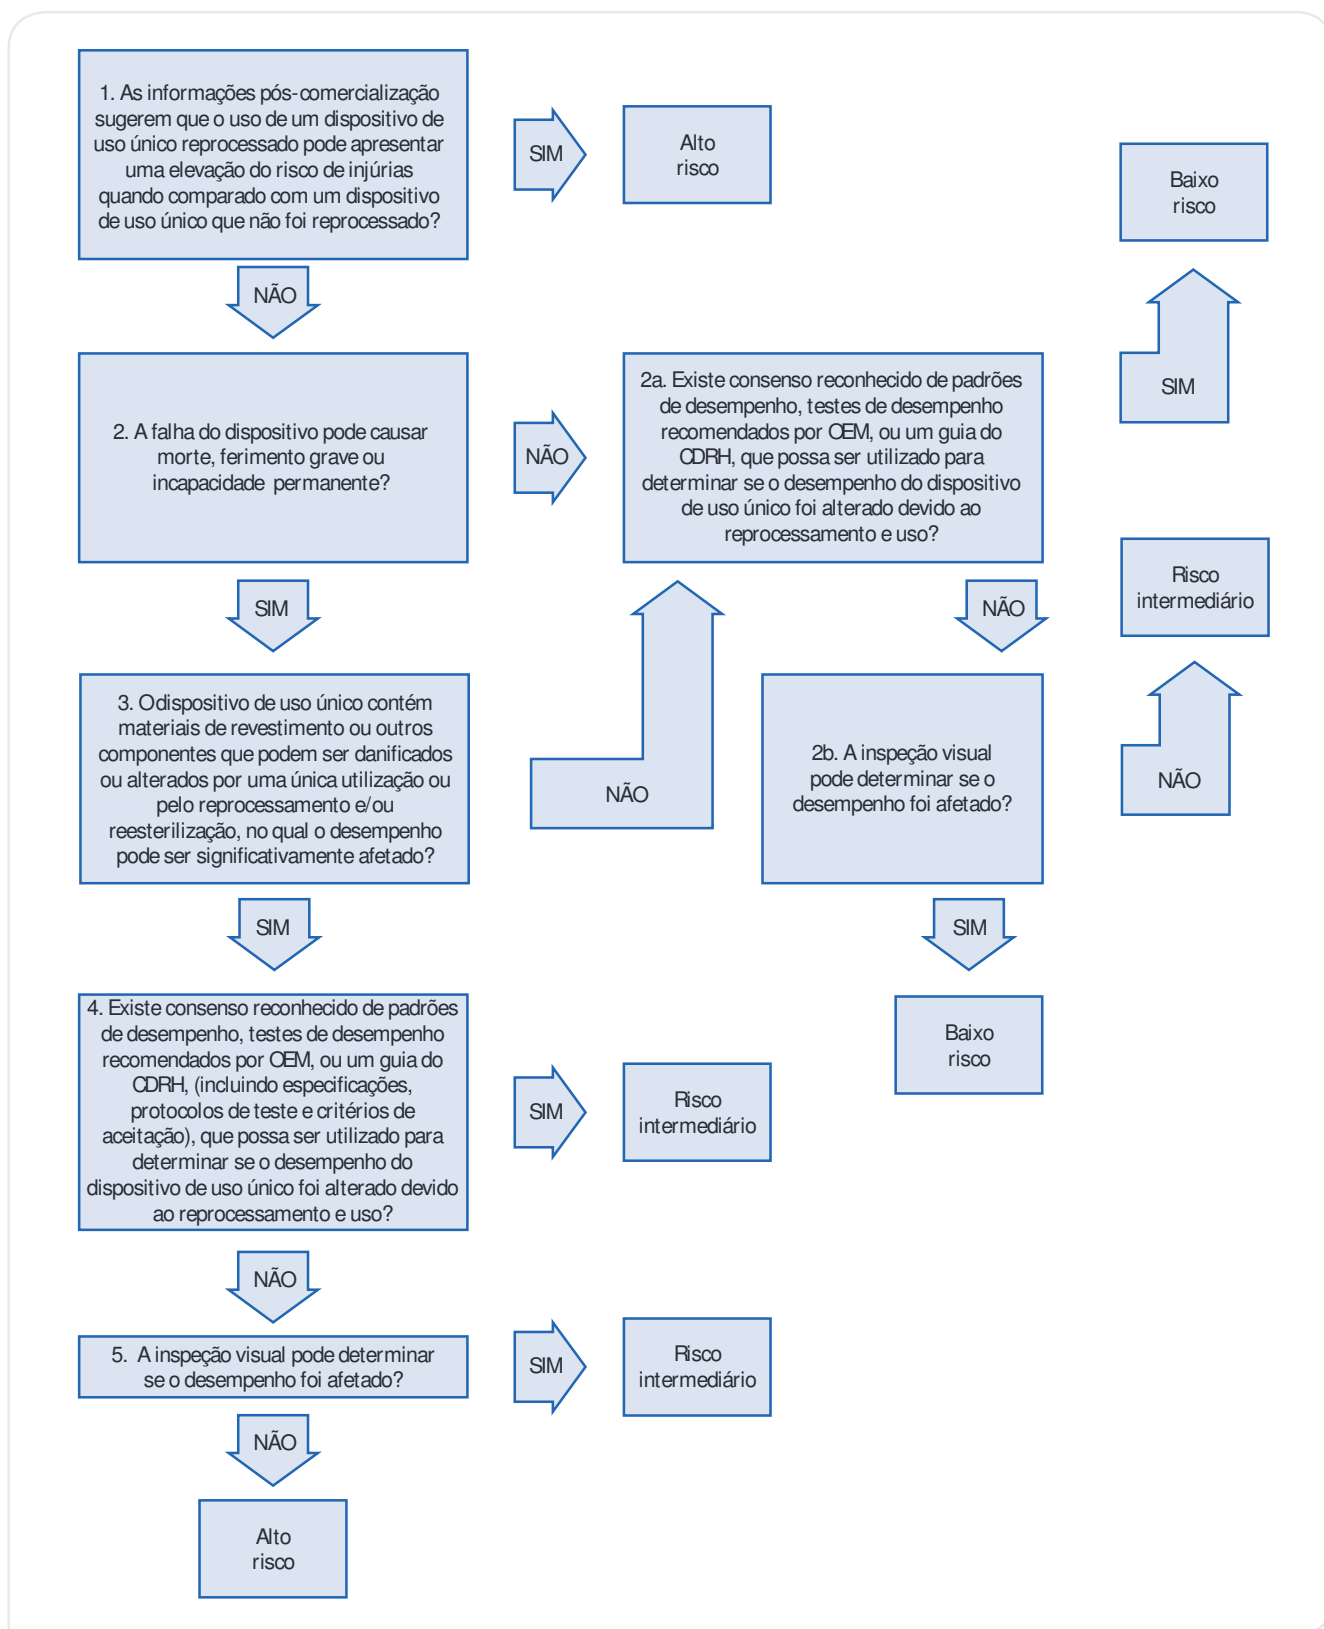 1. As informações pós-comercialização
sugerem que o uso de um dispositivo de
uso único reprocessado pode apresentar
uma elevação do risco de injúrias
quando comparado com um dispositivo
de uso único que não foi reprocessado?
SIM
Alto
risco
Baixo
risco
NÃO
2. A falha do dispositivo pode causar
morte, ferimento grave ou
incapacidade permanente?
NÃO
2a. Existe consenso reconhecido de padrões
de desempenho, testes de desempenho
recomendados por OEM, ou um guia do
CDRH, que possa ser utilizado para
determinar se o desempenho do dispositivo
de uso único foi alterado devido ao
reprocessamento e uso?
SIM
SIM
NÃO
Risco
intermediário
3. Odispositivo de uso único contém
materiais de revestimento ou outros
componentes que podem ser danificados
ou alterados por uma única utilização ou
pelo reprocessamento e/ou
reesterilização, no qual o desempenho
pode ser significativamente afetado?
NÃO
2b. A inspeção visual
pode determinar se o
desempenho foi afetado?
NÃO
SIM
SIM
4. Existe consenso reconhecido de padrões
de desempenho, testes de desempenho
recomendados por OEM, ou um guia do
CDRH, (incluindo especificações,
protocolos de teste e critérios de
aceitação), que possa ser utilizado para
determinar se o desempenho do
dispositivo de uso único foi alterado devido
ao reprocessamento e uso?
SIM
Risco
intermediário
Baixo
risco
NÃO
5. A inspeção visual pode determinar
se o desempenho foi afetado?
SIM
Risco
intermediário
NÃO
Alto
risco